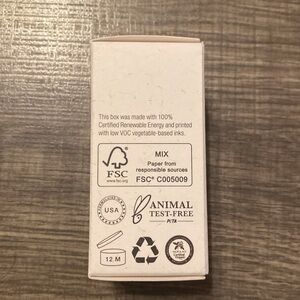 This box was made with 100%
Certified Renewable Energy and printed
with low VOC vegetable-based inks.
FSC
www.fsc.org
MIX
Paper from
responsible sources
FSC® C005009
USA
ANIMAL
TEST-FREE
PETA
12 M